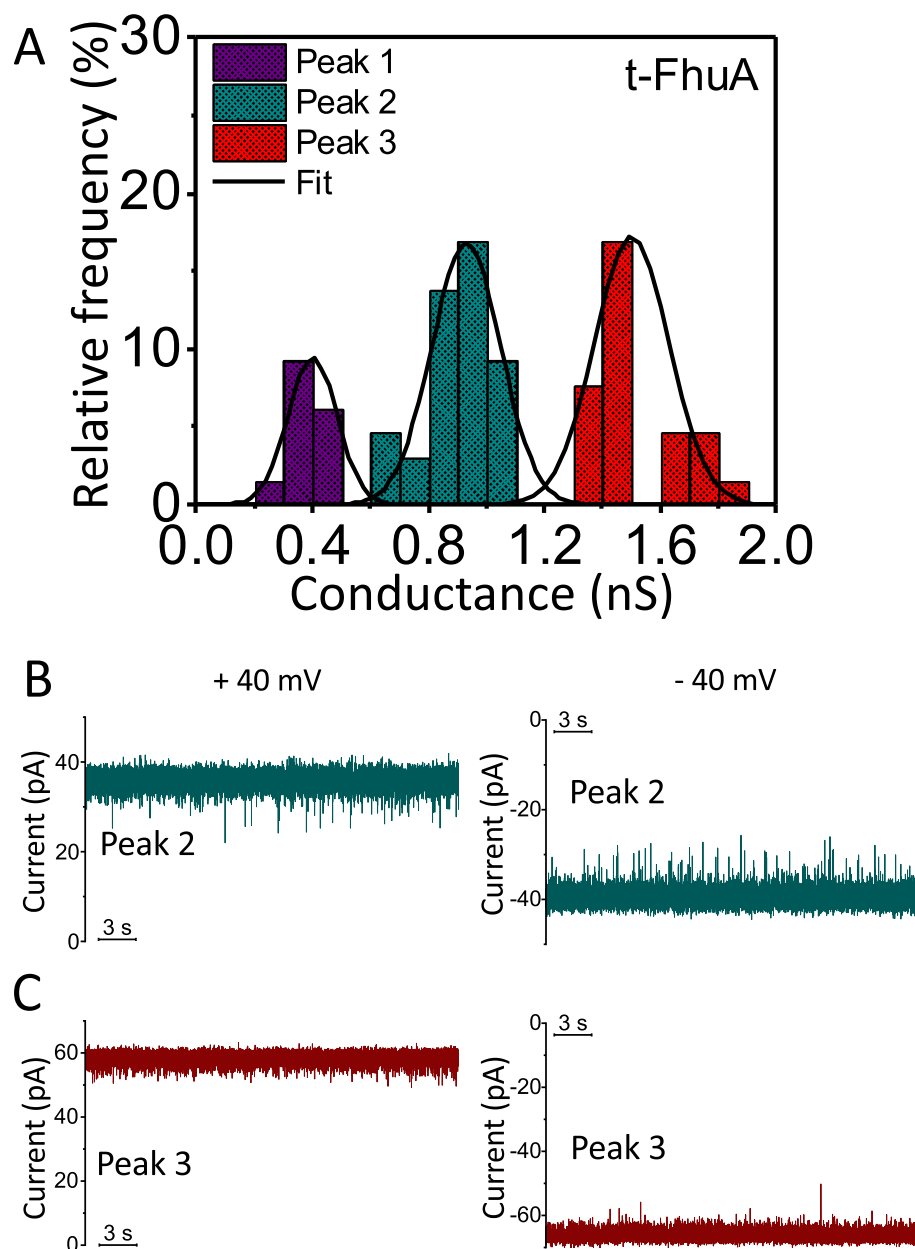 A
Relative frequency (%)
30
20
10
0
Peak 1
Peak 2
Peak 3
Fit
t-FhuA
0.0 0.4 0.8 1.2 1.6 2.0
Conductance (nS)
B
+ 40 mV
- 40 mV
Current (pA)
40
20
0
Peak 2
3 s
Current (pA)
0
-20
-40
3 s
Peak 2
C
Current (pA)
60
40
20
0
Peak 3
3 s
Current (pA)
0
-20
-40
-60
3 s
Peak 3